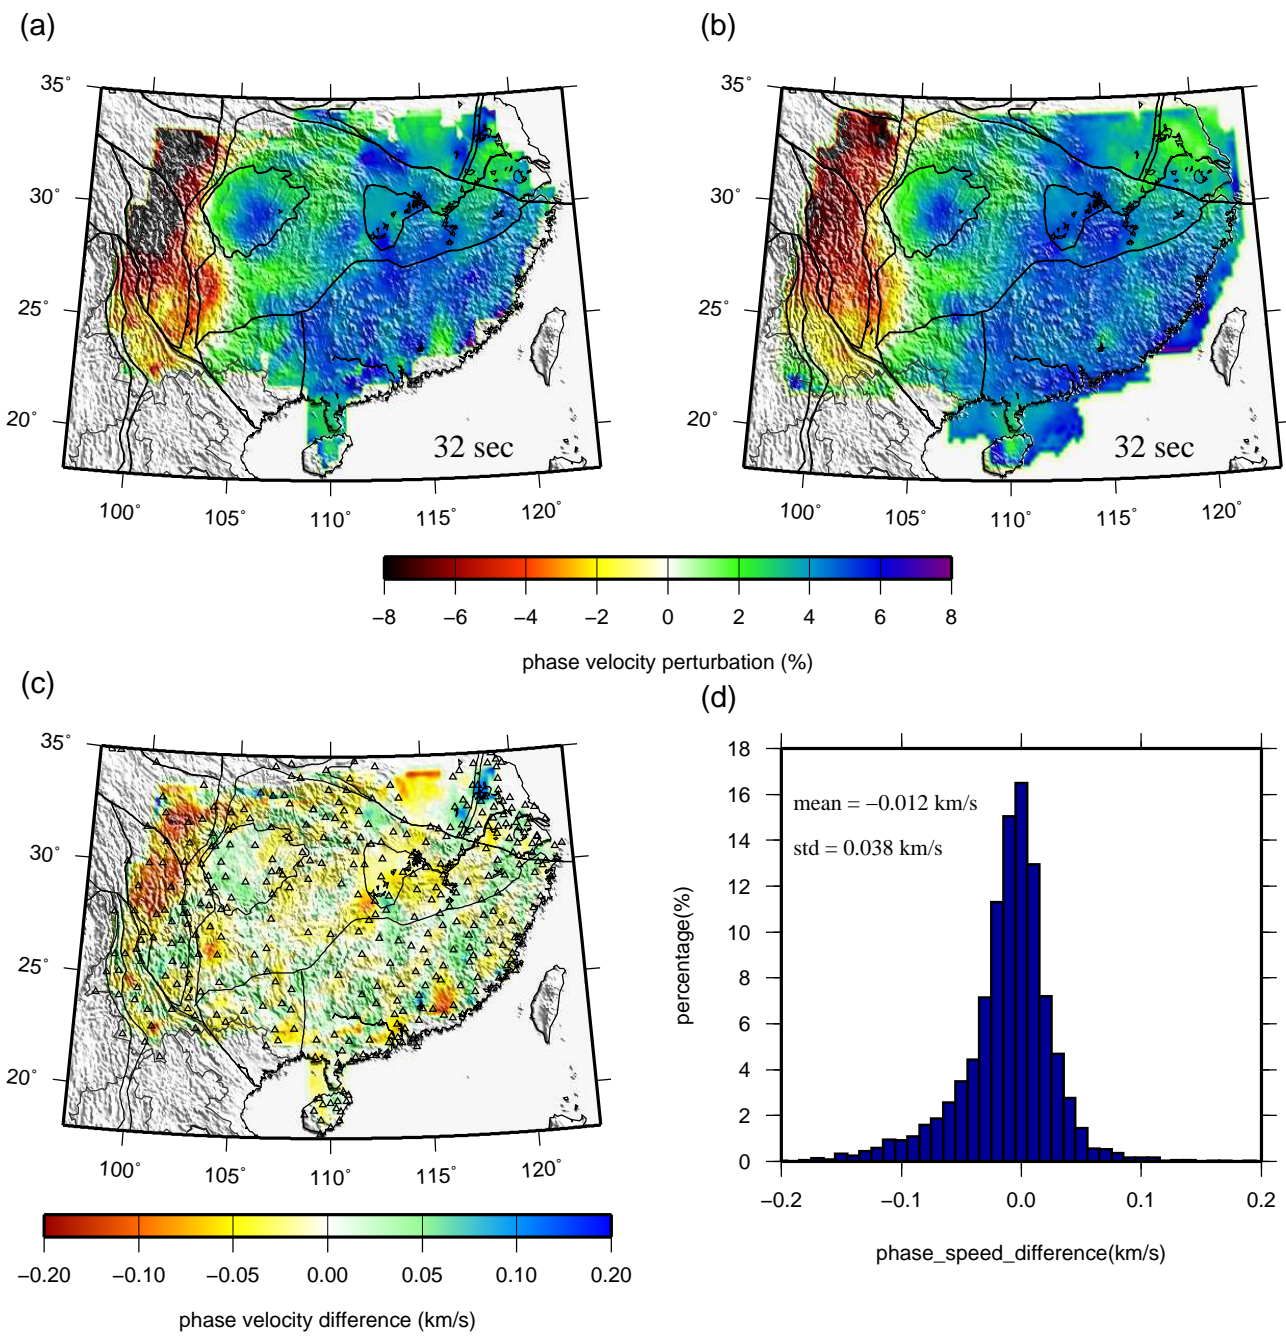 (a)
(b)
35°
30°
25°
20°
100°
105°
110°
115°
120°
32 sec
35°
30°
25°
20°
100°
105°
110°
115°
120°
32 sec
−8 −6 −4 −2 0 2 4 6 8
phase velocity perturbation (%)
(c)
(d)
35°
30°
25°
20°
100°
105°
110°
115°
120°
−0.20 −0.10 −0.05 0.00 0.05 0.10 0.20
phase velocity difference (km/s)
18
16
14
12
10
8
6
4
2
0
percentage(%)
mean = −0.012 km/s
std = 0.038 km/s
−0.2 −0.1 0.0 0.1 0.2
phase_speed_difference(km/s)